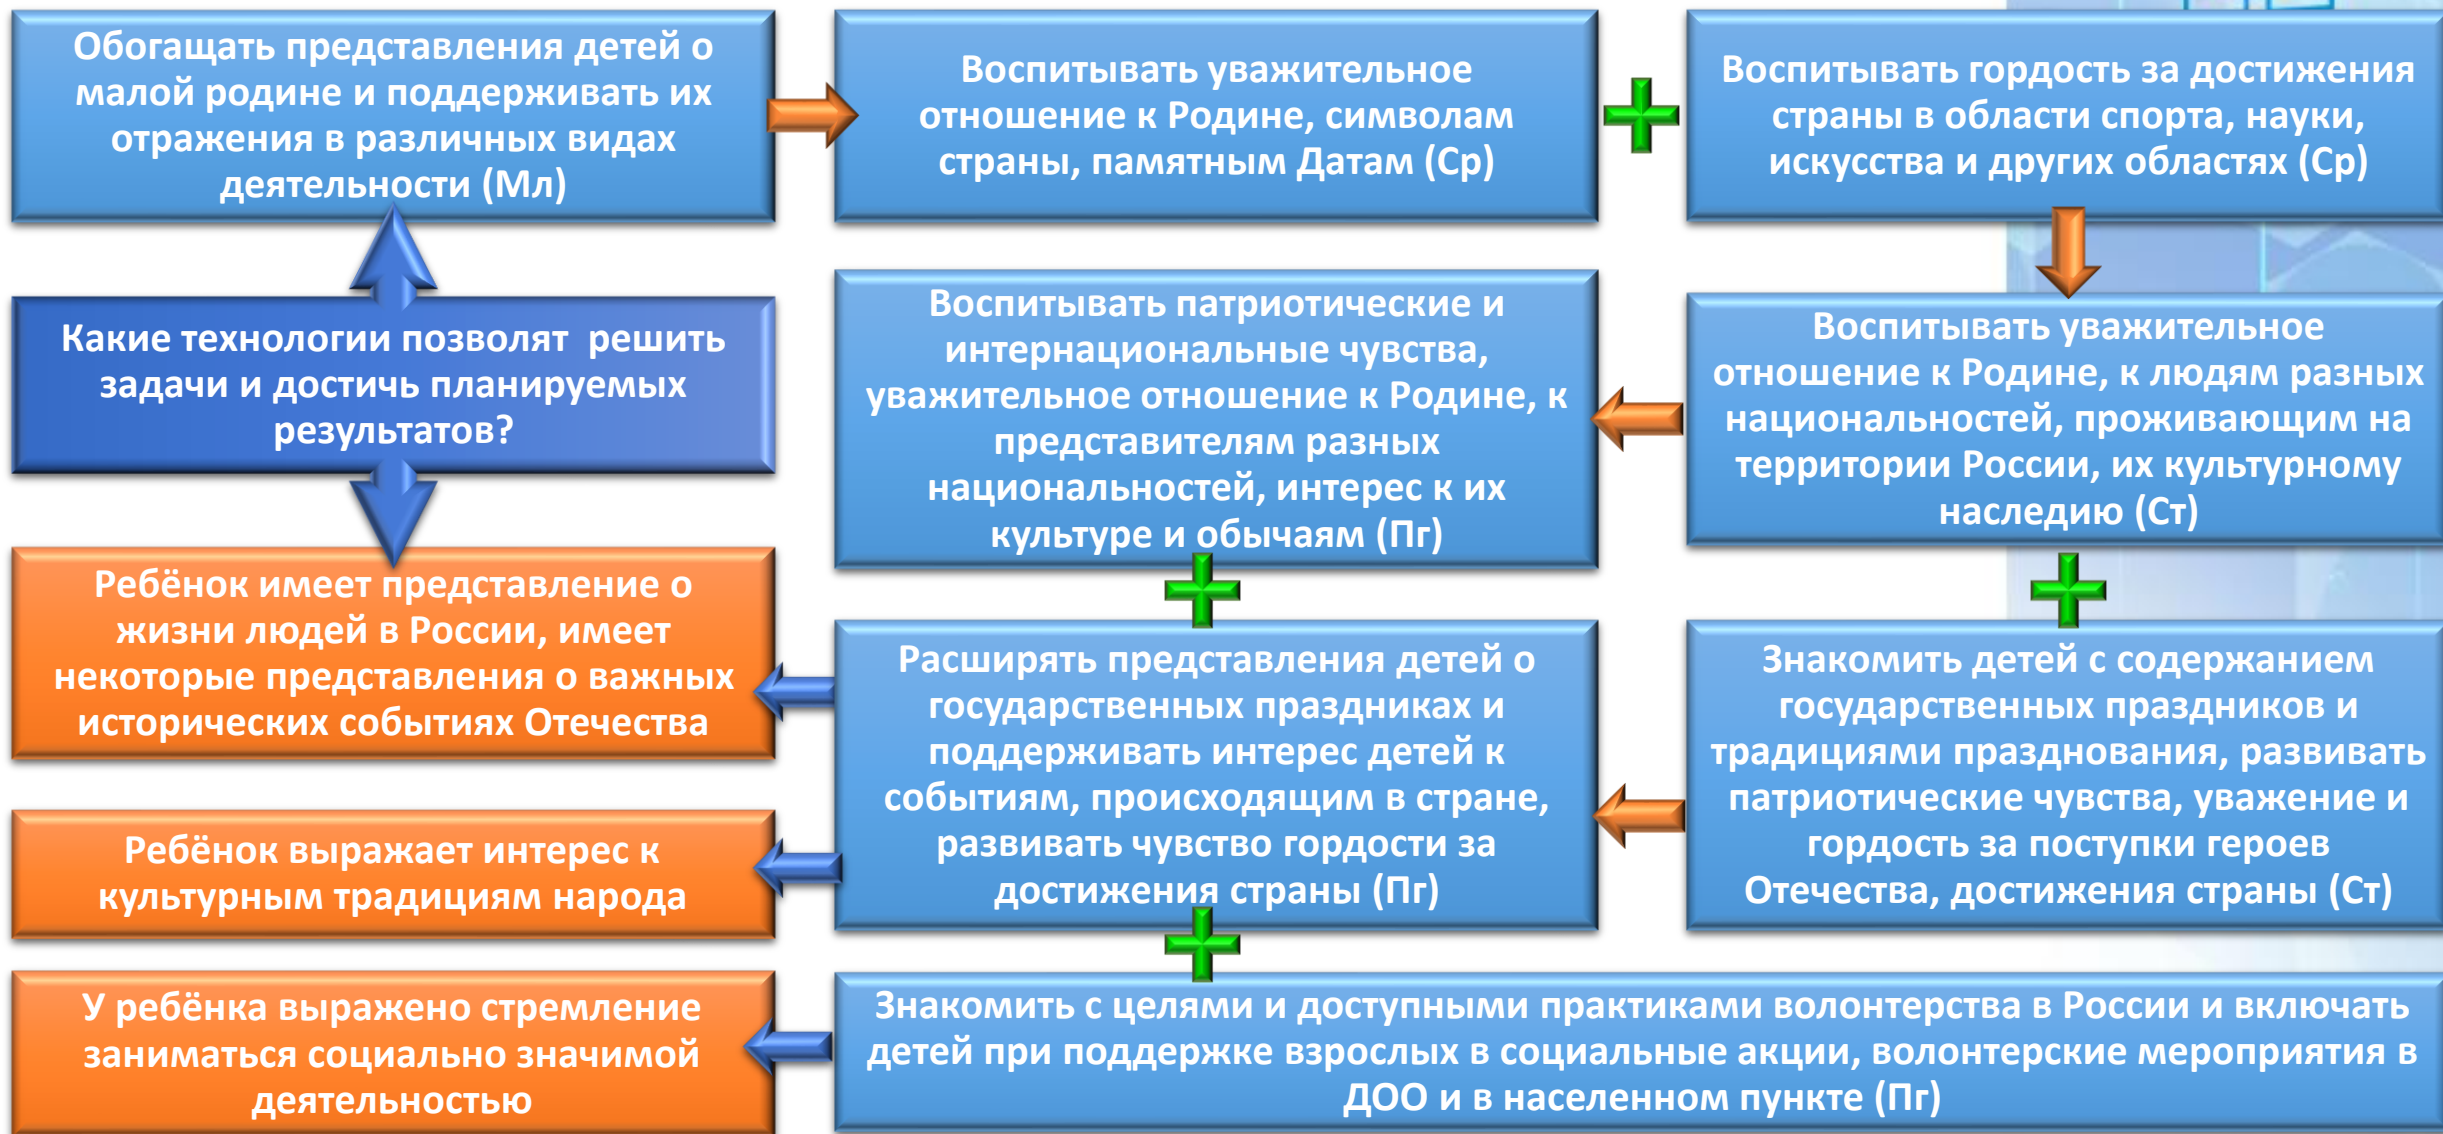 Обогащать представления детей о
малой родине и поддерживать их
отражения в различных видах
деятельности (Мл)
Воспитывать уважительное
отношение к Родине, символам
страны, памятным Датам (Ср)
Воспитывать гордость за достижения
страны в области спорта, науки,
искусства и других областях (Ср)
Какие технологии позволят решить
задачи и достичь планируемых
результатов?
Воспитывать патриотические и
интернациональные чувства,
уважительное отношение к Родине, к
представителям разных
национальностей, интерес к их
культуре и обычаям (Пг)
Воспитывать уважительное
отношение к Родине, к людям разных
национальностей, проживающим на
территории России, их культурному
наследию (Ст)
Ребёнок имеет представление о
жизни людей в России, имеет
некоторые представления о важных
исторических событиях Отечества
Расширять представления детей о
государственных праздниках и
поддерживать интерес детей к
событиям, происходящим в стране,
развивать чувство гордости за
достижения страны (Пг)
Знакомить детей с содержанием
государственных праздников и
традициями празднования, развивать
патриотические чувства, уважение и
гордость за поступки героев
Отечества, достижения страны (Ст)
Ребёнок выражает интерес к
культурным традициям народа
У ребёнка выражено стремление
заниматься социально значимой
деятельностью
Знакомить с целями и доступными практиками волонтерства в России и включать
детей при поддержке взрослых в социальные акции, волонтерские мероприятия в
ДОО и в населенном пункте (Пг)